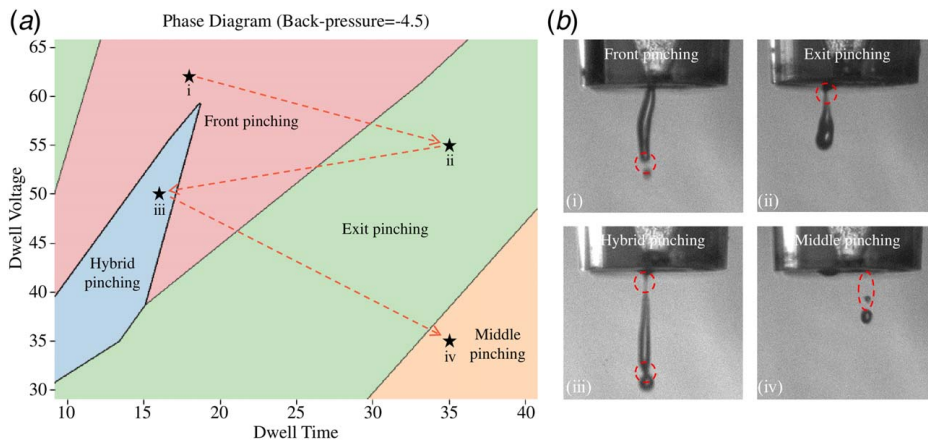 (a)
Phase Diagram (Back-pressure=-4.5)
Dwell Voltage
65
60
55
50
45
40
35
30
i
Front pinching
ii
iii
Exit pinching
Hybrid
pinching
Middle
pinching
iv
10
15
20
25
30
35
40
Dwell Time
(b)
Front pinching
(i)
Exit pinching
(ii)
Hybrid pinching
(iii)
Middle pinching
(iv)